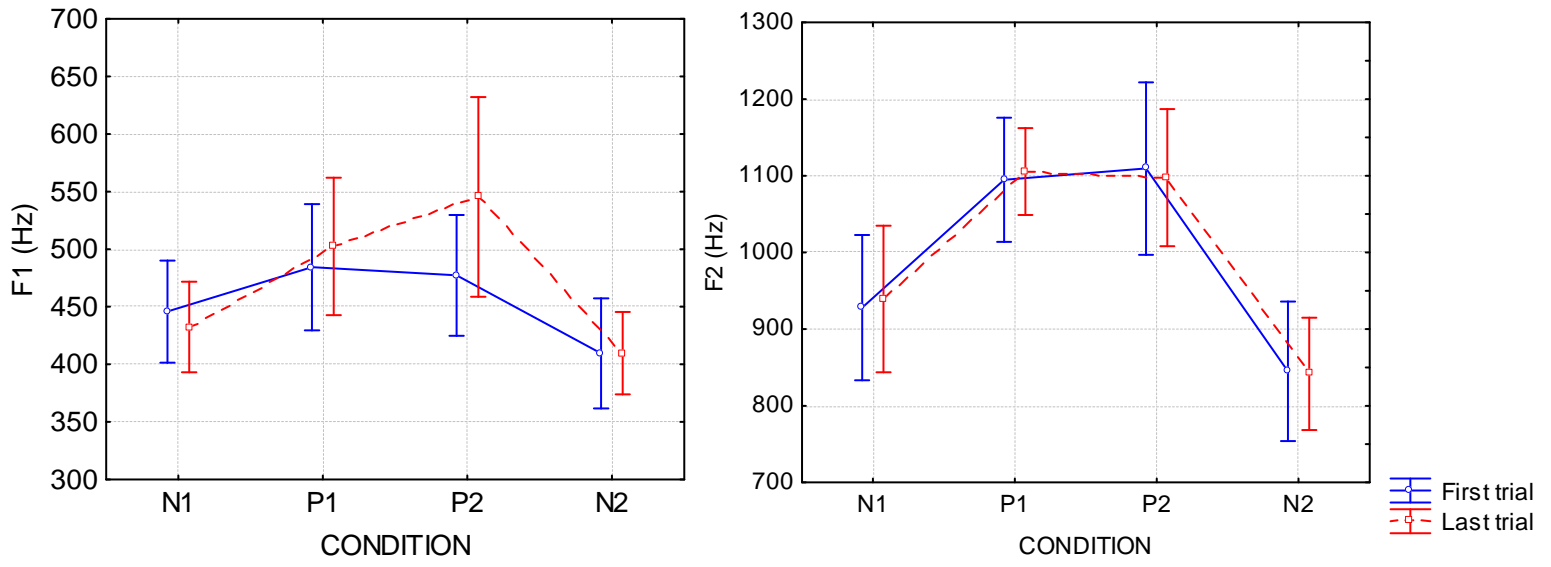 700
650
600
550
500
450
400
350
300
F1 (Hz)
N1 P1 P2 N2
CONDITION
1300
1200
1100
1000
900
800
700
F2 (Hz)
N1 P1 P2 N2
CONDITION
First trial
Last trial